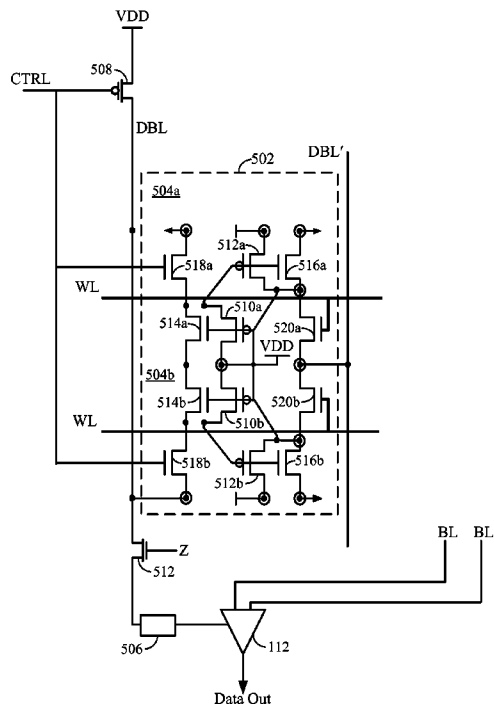 VDD
508
CTRL
DBL
502
DBL'
504a
512a
518a
516a
WL
510a
514a
520a
VDD
504b
514b
520b
510b
WL
518b
516b
512b
BL BL
Z
512
506
112
Data Out